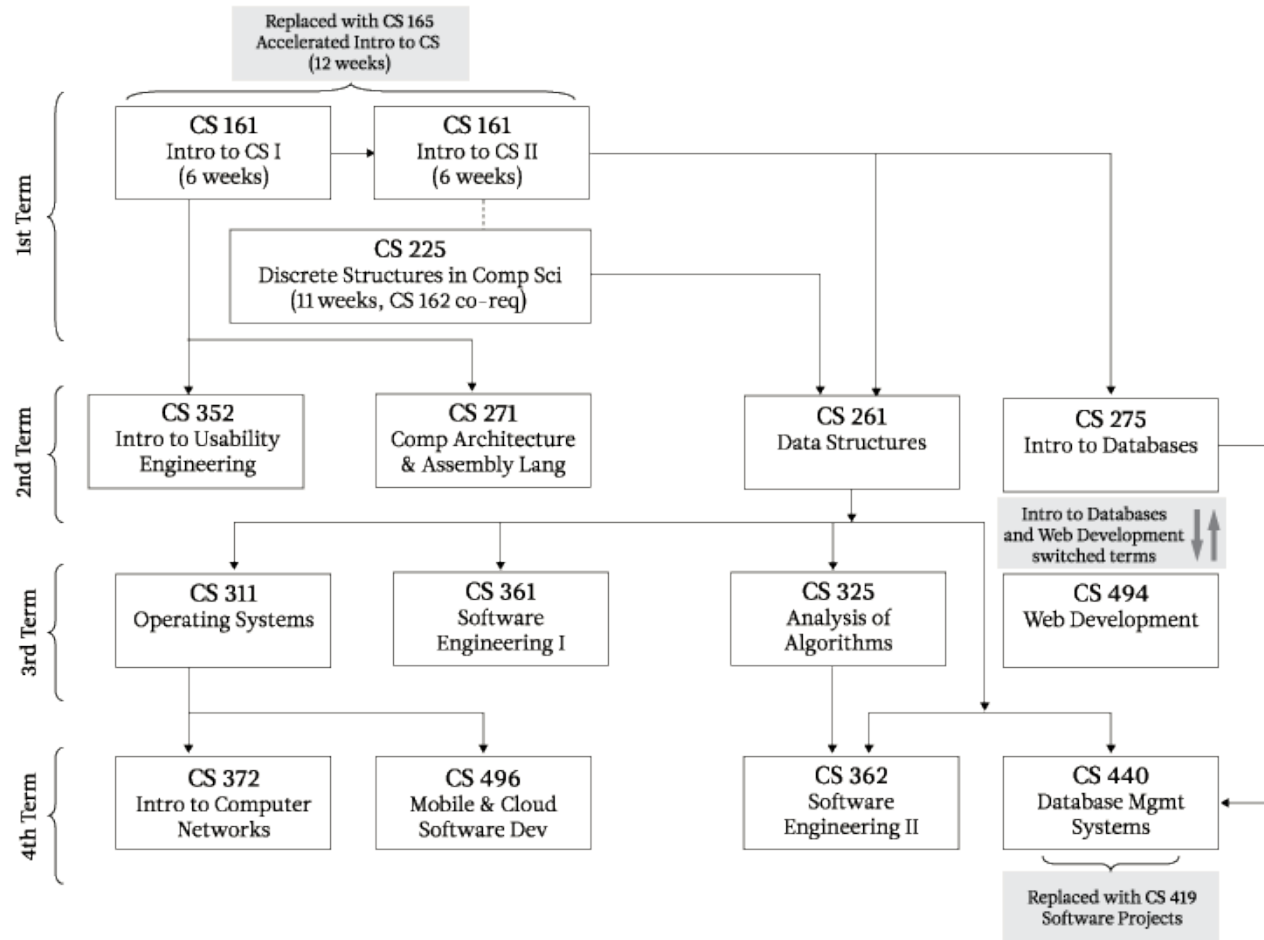 Replaced with CS 165
Accelerated Intro to CS
(12 weeks)
1st Term
CS 161
Intro to CS I
(6 weeks)
CS 161
Intro to CS II
(6 weeks)
CS 225
Discrete Structures in Comp Sci
(11 weeks, CS 162 co-req)
2nd Term
CS 352
Intro to Usability
Engineering
CS 271
Comp Architecture
& Assembly Lang
CS 261
Data Structures
CS 275
Intro to Databases
Intro to Databases
and Web Development
switched terms
3rd Term
CS 311
Operating Systems
CS 361
Software
Engineering I
CS 325
Analysis of
Algorithms
CS 494
Web Development
4th Term
CS 372
Intro to Computer
Networks
CS 496
Mobile & Cloud
Software Dev
CS 362
Software
Engineering II
CS 440
Database Mgmt
Systems
Replaced with CS 419
Software Projects